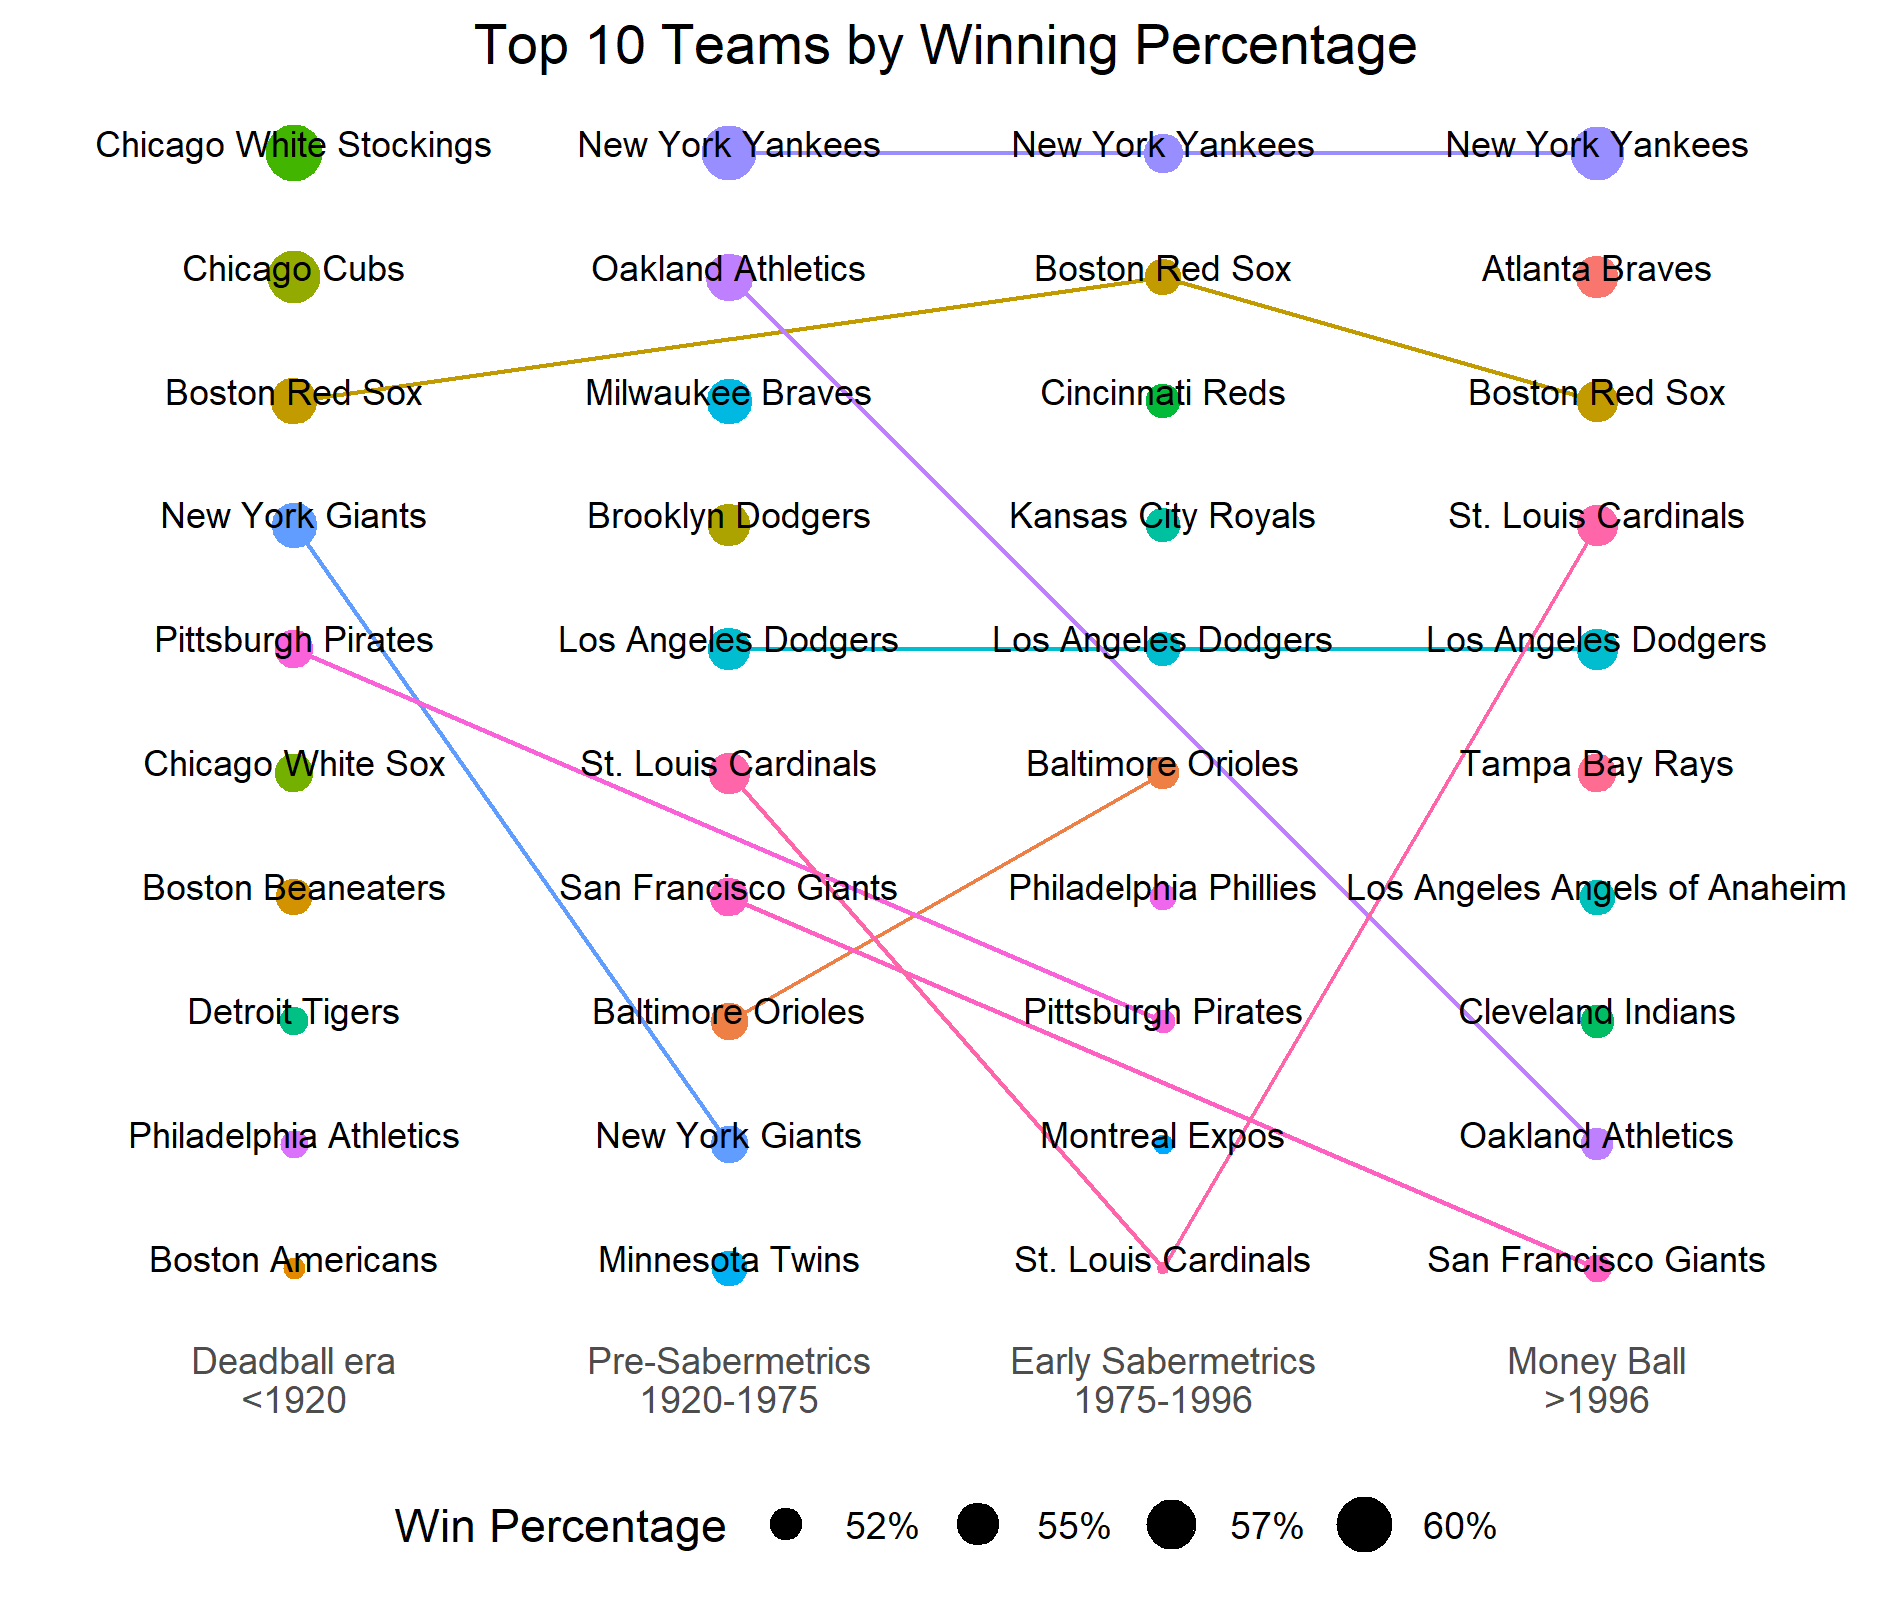 Top 10 Teams by Winning Percentage
Chicago White Stockings New York Yankees New York Yankees New York Yankees
Chicago Cubs Oakland Athletics Boston Red Sox Atlanta Braves
Boston Red Sox Milwaukee Braves Cincinnati Reds Boston Red Sox
New York Giants Brooklyn Dodgers Kansas City Royals St. Louis Cardinals
Pittsburgh Pirates Los Angeles Dodgers Los Angeles Dodgers Los Angeles Dodgers
Chicago White Sox St. Louis Cardinals Baltimore Orioles Tampa Bay Rays
Boston Beaneaters San Francisco Giants Philadelphia Phillies Los Angeles Angels of Anaheim
Detroit Tigers Baltimore Orioles Pittsburgh Pirates Cleveland Indians
Philadelphia Athletics New York Giants Montreal Expos Oakland Athletics
Boston Americans Minnesota Twins St. Louis Cardinals San Francisco Giants
Deadball era Pre-Sabermetrics Early Sabermetrics Money Ball
<1920 1920-1975 1975-1996 >1996
Win Percentage 52% 55% 57% 60%